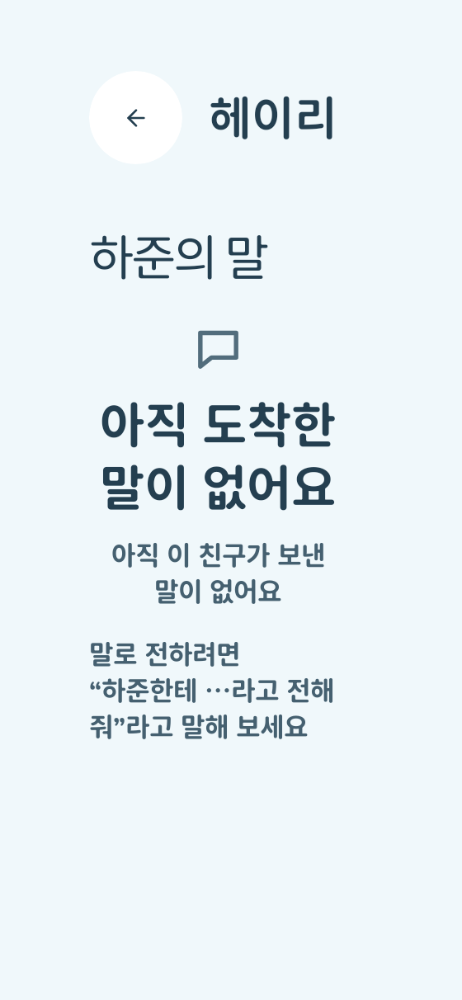 헤이리
하준의 말
아직 도착한
말이 없어요
아직 이 친구가 보낸
말이 없어요
말로 전하려면
“하준한테 …라고 전해
줘”라고 말해 보세요